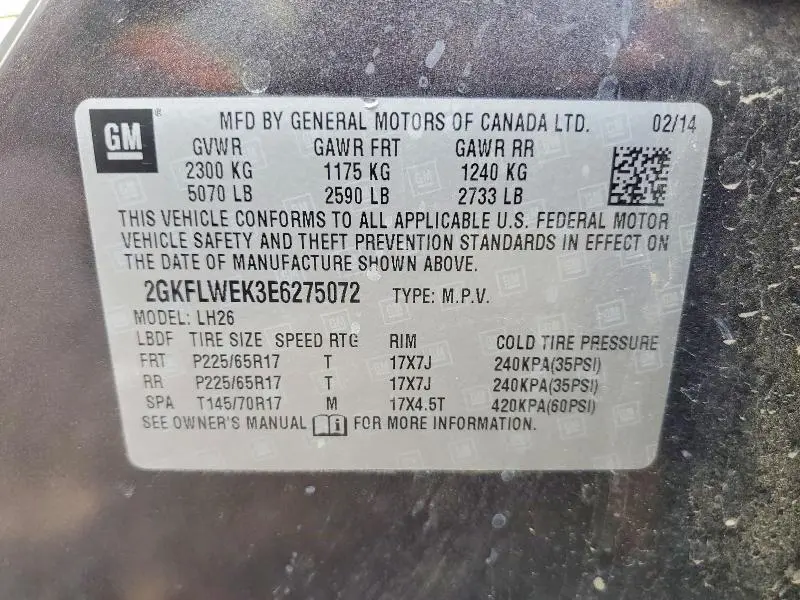 GM
MFD BY GENERAL MOTORS OF CANADA LTD. 02/14
GVWR GAWR FRT GAWR RR
2300 KG 1175 KG 1240 KG
5070 LB 2590 LB 2733 LB
THIS VEHICLE CONFORMS TO ALL APPLICABLE U.S. FEDERAL MOTOR
VEHICLE SAFETY AND THEFT PREVENTION STANDARDS IN EFFECT ON
THE DATE OF MANUFACTURE SHOWN ABOVE.
2GKFLWEK3E6275072 TYPE: M.P.V.
MODEL: LH26
LBDF TIRE SIZE SPEED RTG RIM COLD TIRE PRESSURE
FRT P225/65R17 T 17X7J 240KPA(35PSI)
RR P225/65R17 T 17X7J 240KPA(35PSI)
SPA T145/70R17 M 17X4.5T 420KPA(60PSI)
SEE OWNER'S MANUAL i FOR MORE INFORMATION.